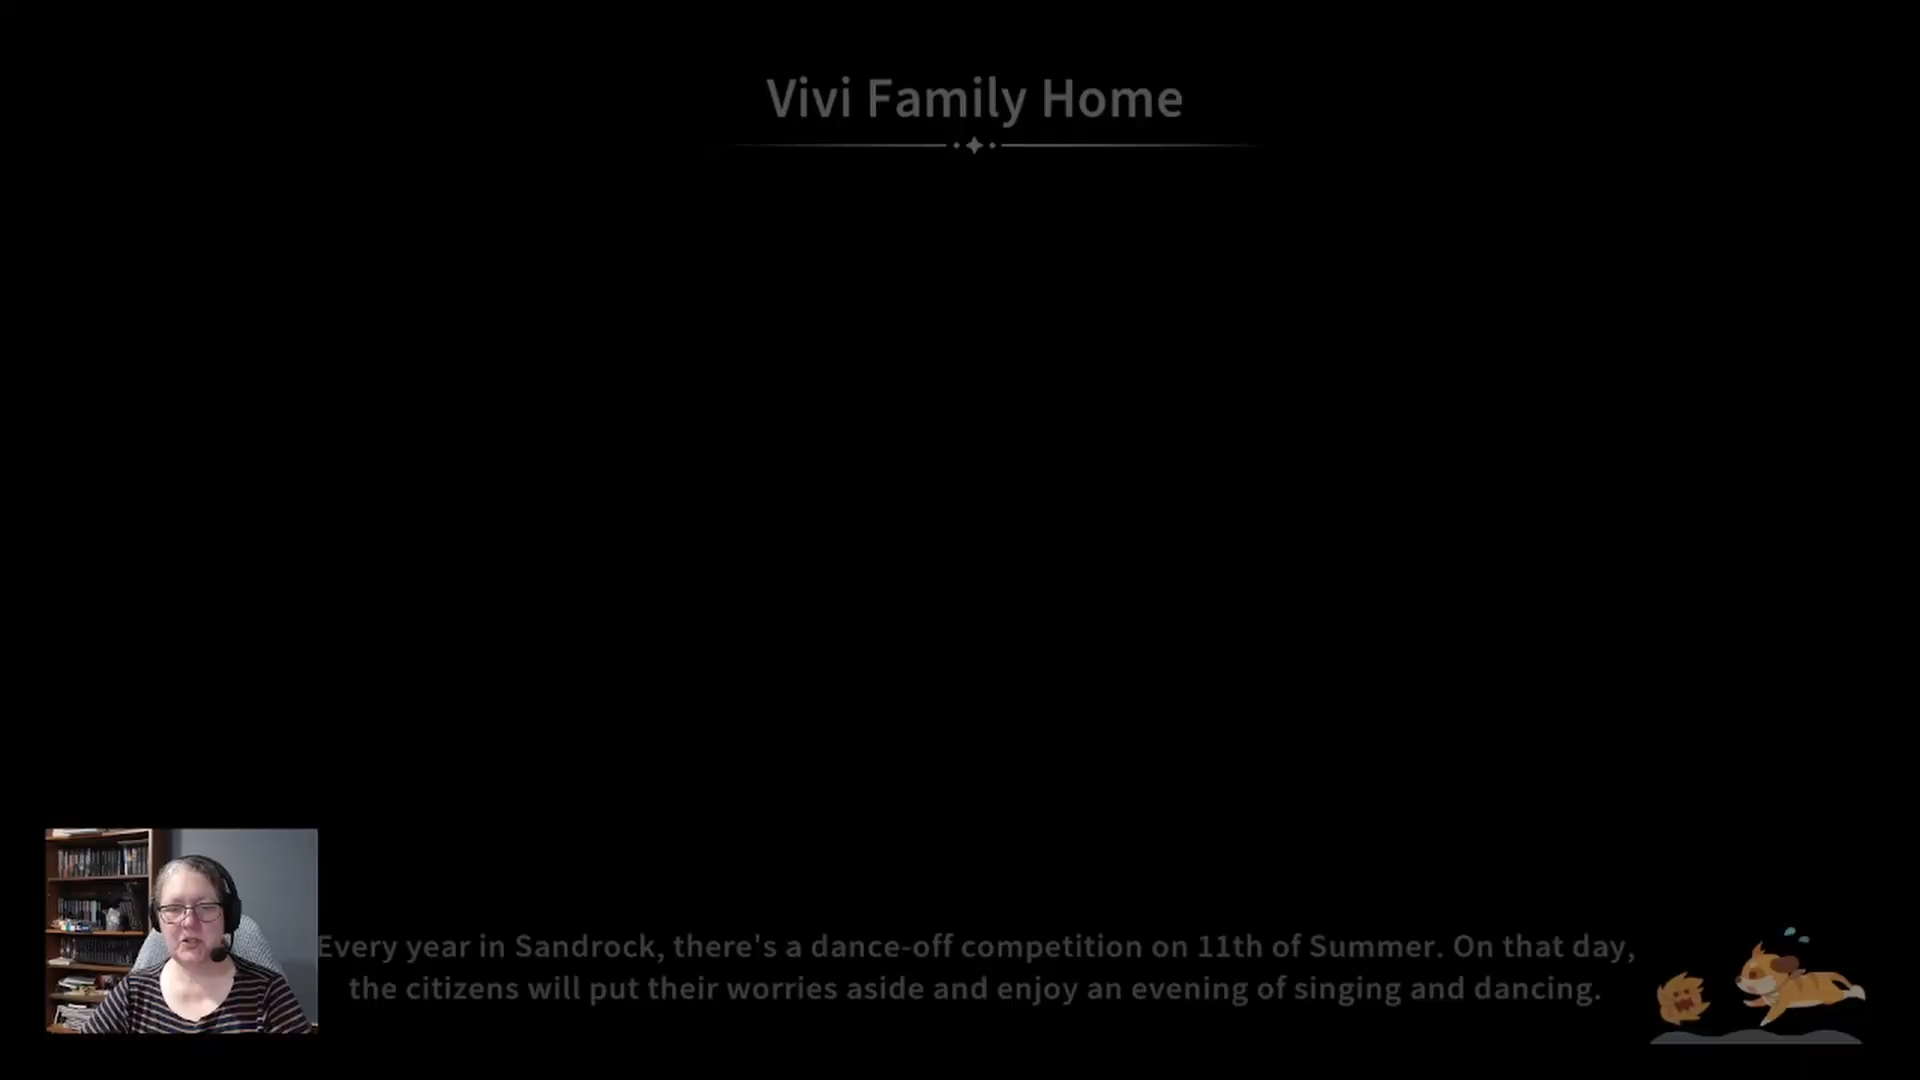 Vivi Family Home
Every year in Sandrock, there's a dance-off competition on 11th of Summer. On that day,
the citizens will put their worries aside and enjoy an evening of singing and dancing.